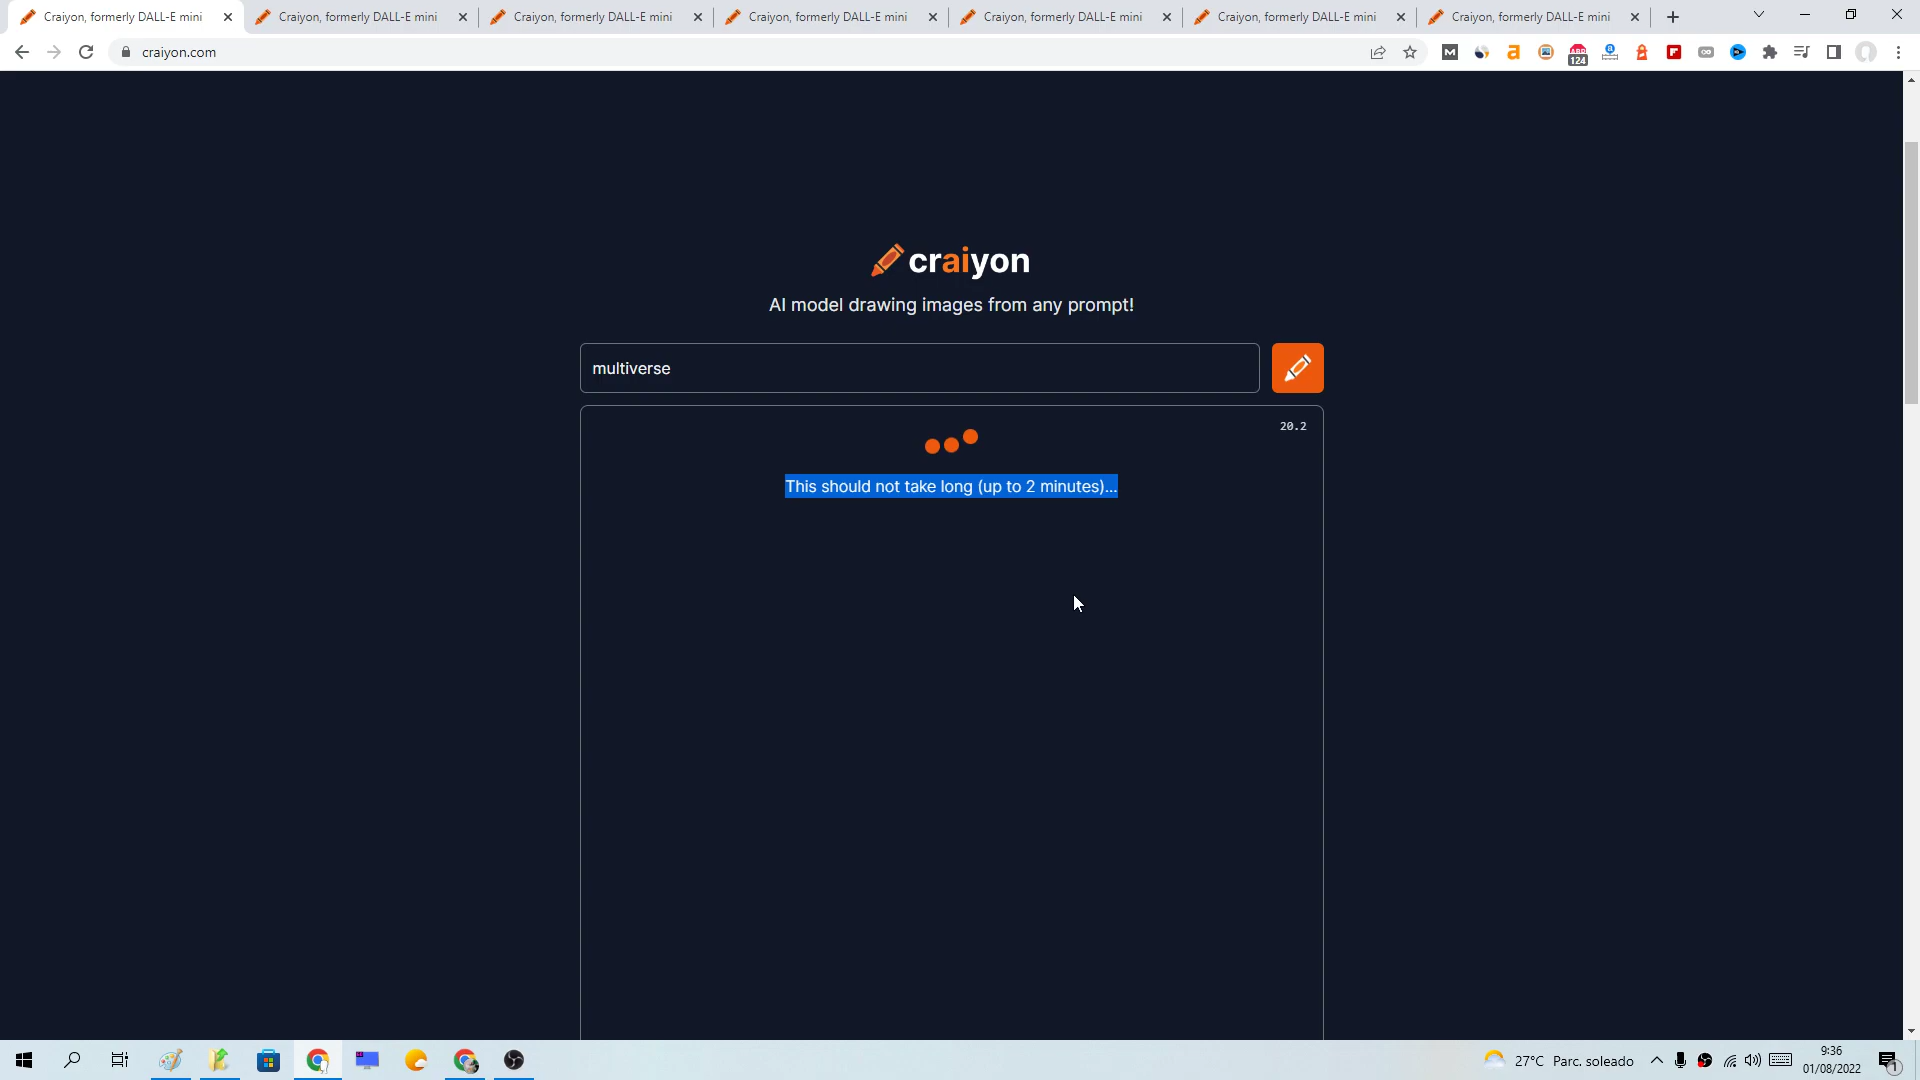 Craiyon, formerly DALL-E mini
Craiyon, formerly DALL-E mini
Craiyon, formerly DALL-E mini
Craiyon, formerly DALL-E mini
Craiyon, formerly DALL-E mini
Craiyon, formerly DALL-E mini
Craiyon, formerly DALL-E mini
craiyon.com
M
a
ABP
124
craiyon
AI model drawing images from any prompt!
multiverse
20.2
This should not take long (up to 2 minutes)...
27°C Parc. soleado
9:36
01/08/2022
1